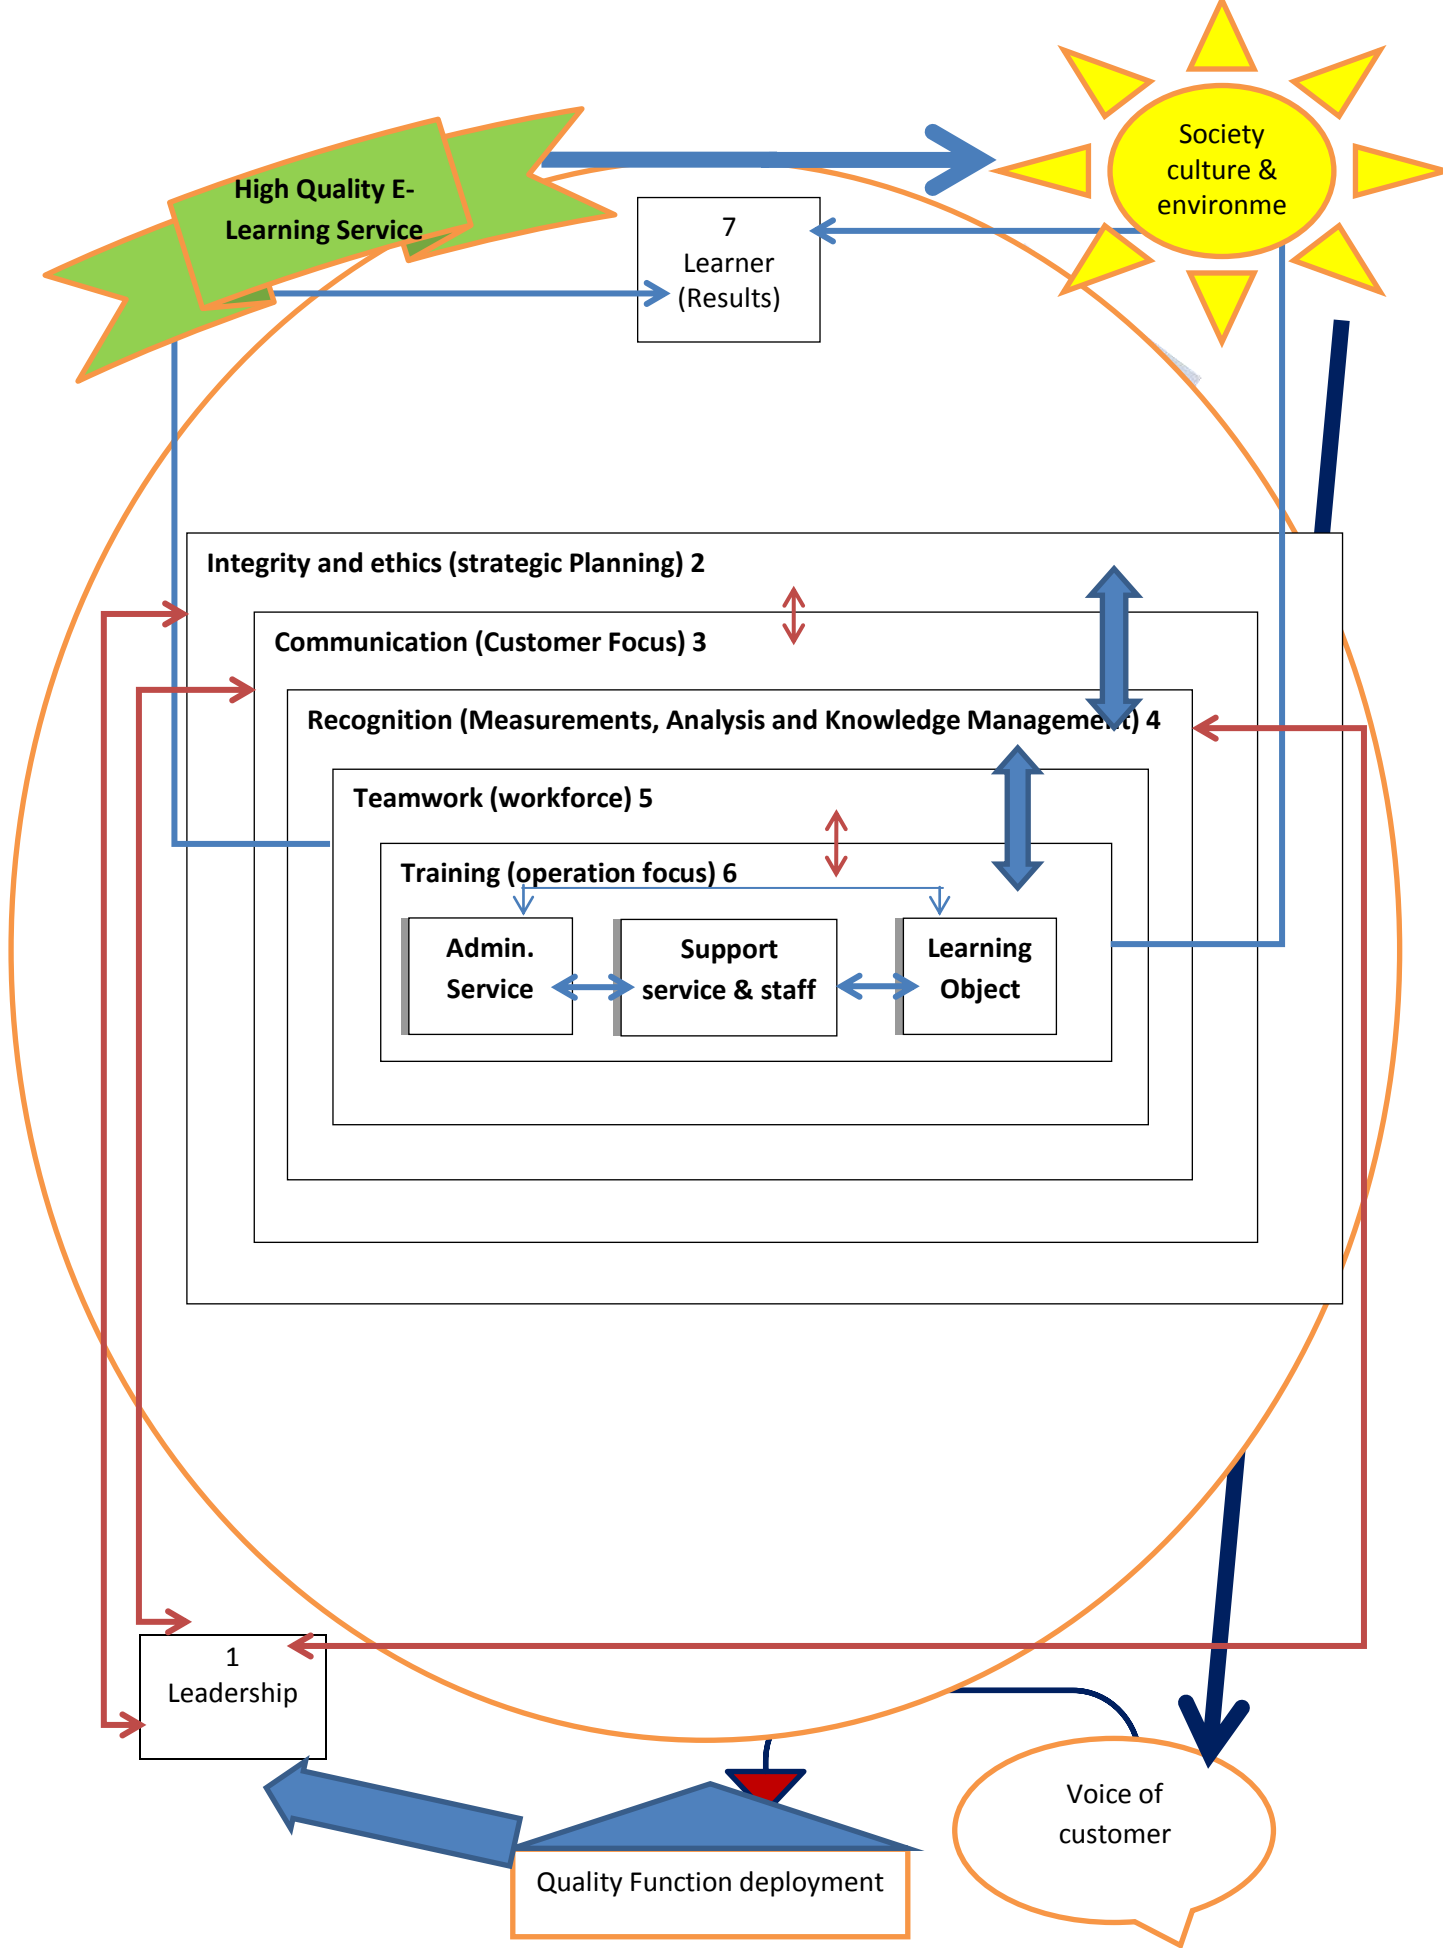 High Quality E-
Learning Service
Society
culture &
environme
7
Learner
(Results)
Integrity and ethics (strategic Planning) 2
Communication (Customer Focus) 3
Recognition (Measurements, Analysis and Knowledge Management) 4
Teamwork (workforce) 5
Training (operation focus) 6
Admin.
Service
Support
service & staff
Learning
Object
1
Leadership
Voice of
customer
Quality Function deployment